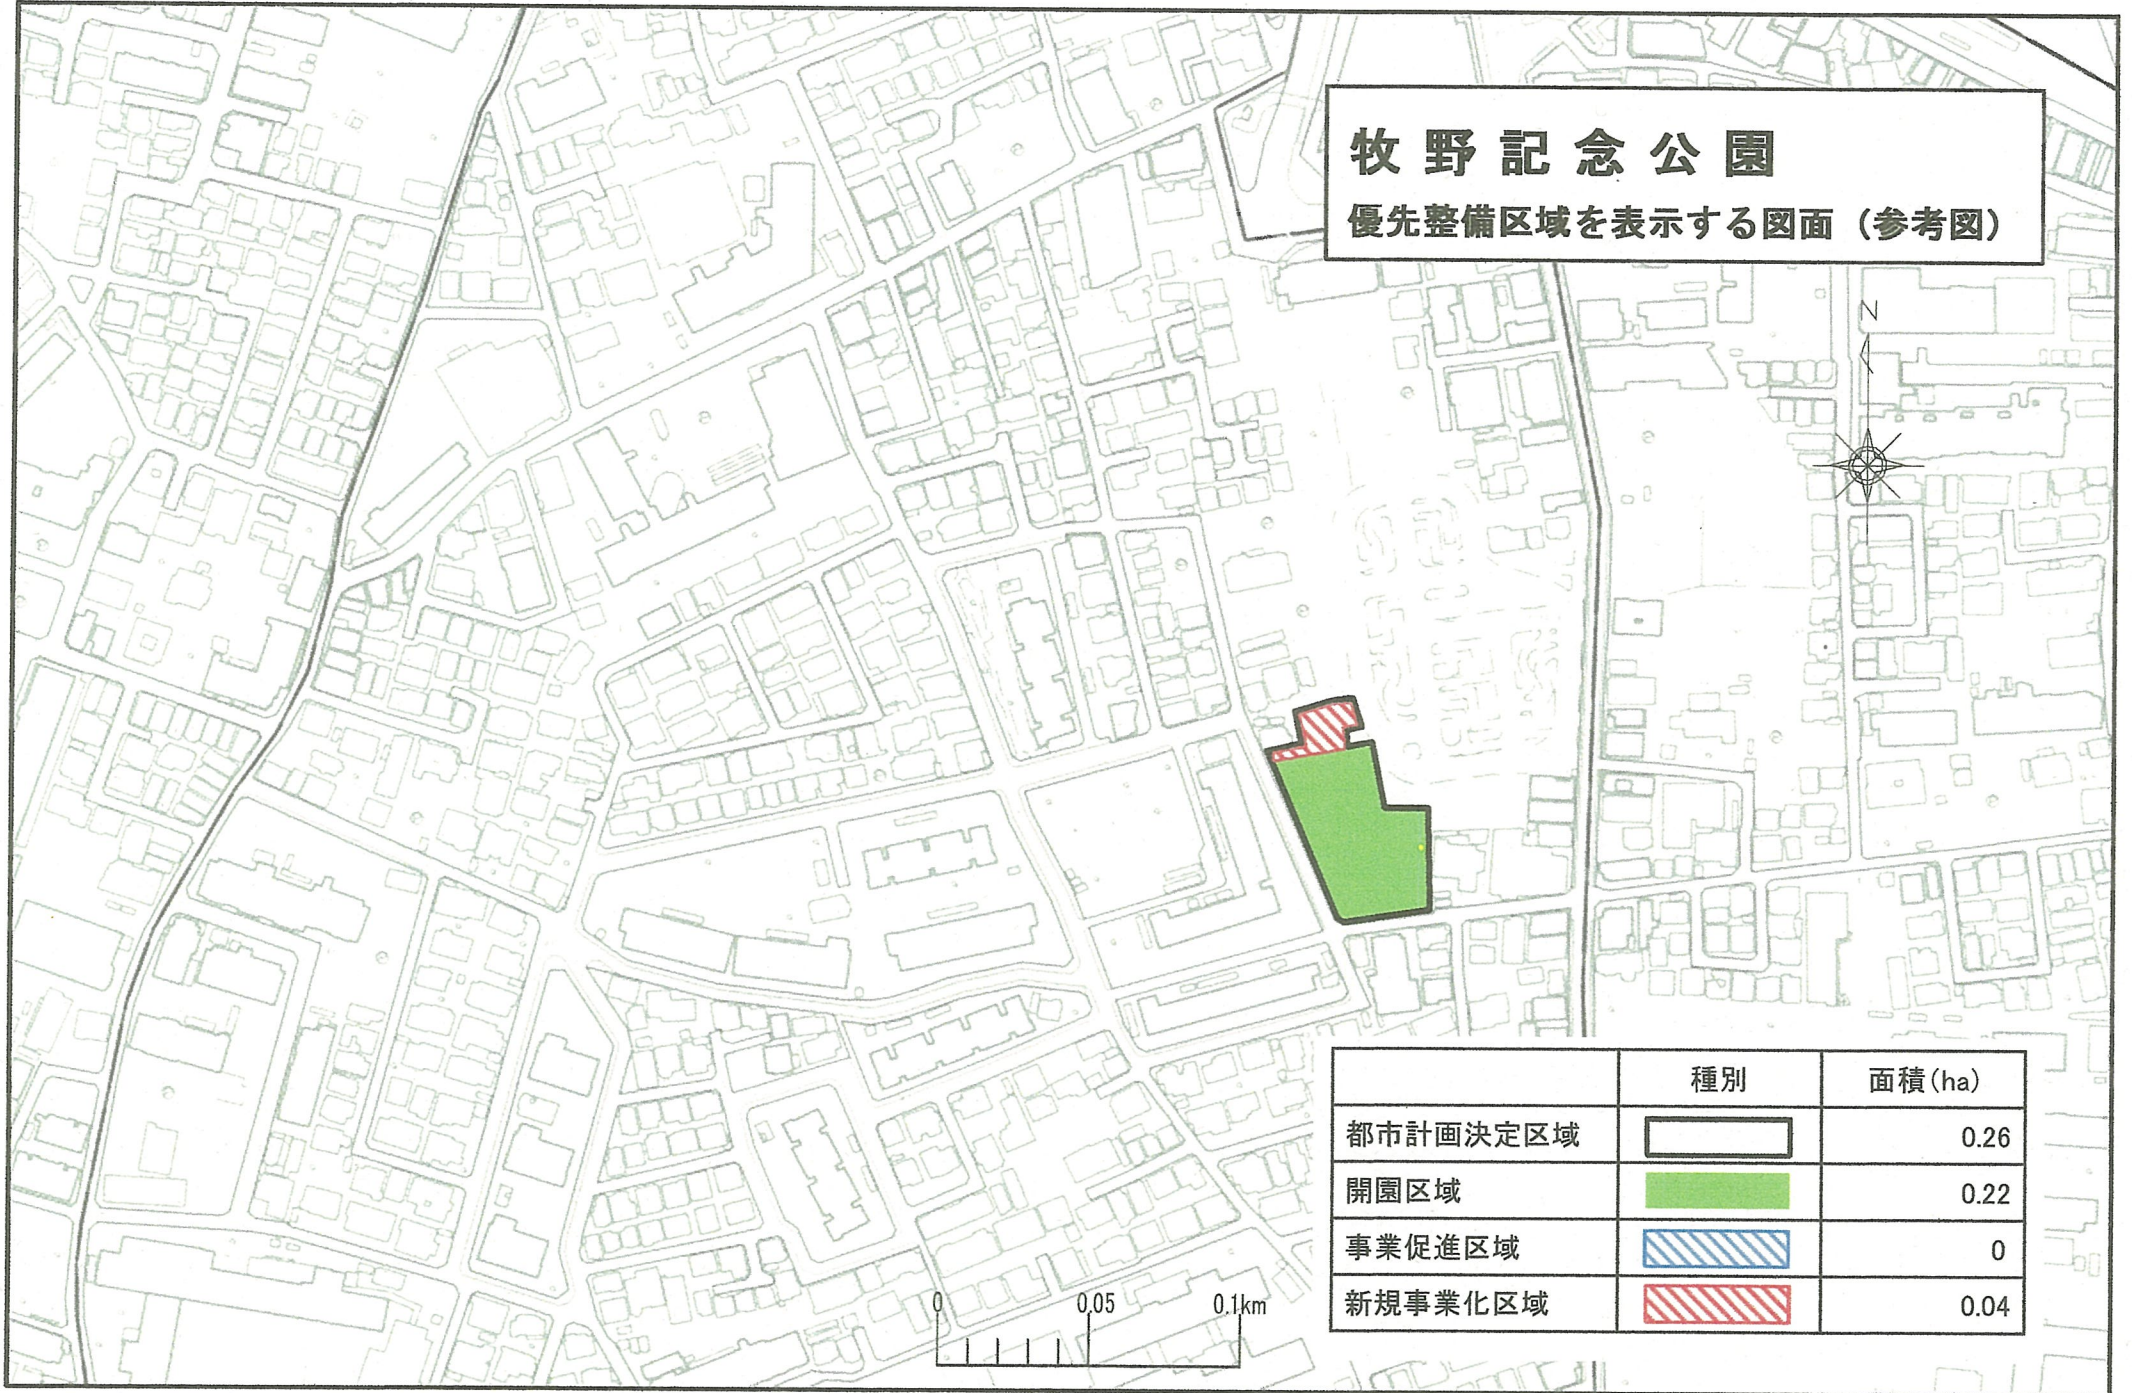 牧野記念公園
優先整備区域を表示する図面（参考図）
N
種別 面積(ha)
都市計画決定区域 0.26
開園区域 0.22
事業促進区域 0
新規事業化区域 0.04
0 0.05 0.1km